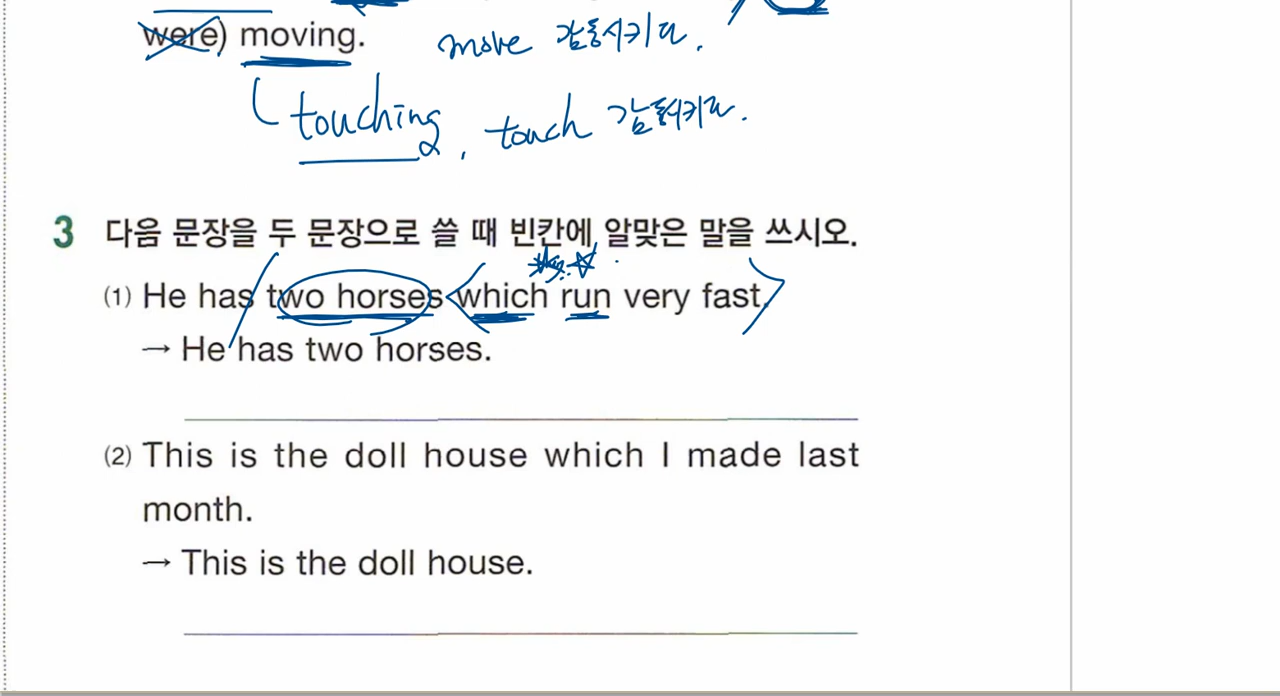 were) moving. move 감동시키다.
touching, touch 감동시키다.
3 다음 문장을 두 문장으로 쓸 때 빈칸에 알맞은 말을 쓰시오.
(1) He has two horses which run very fast.
→ He has two horses.
(2) This is the doll house which I made last
month.
→ This is the doll house.